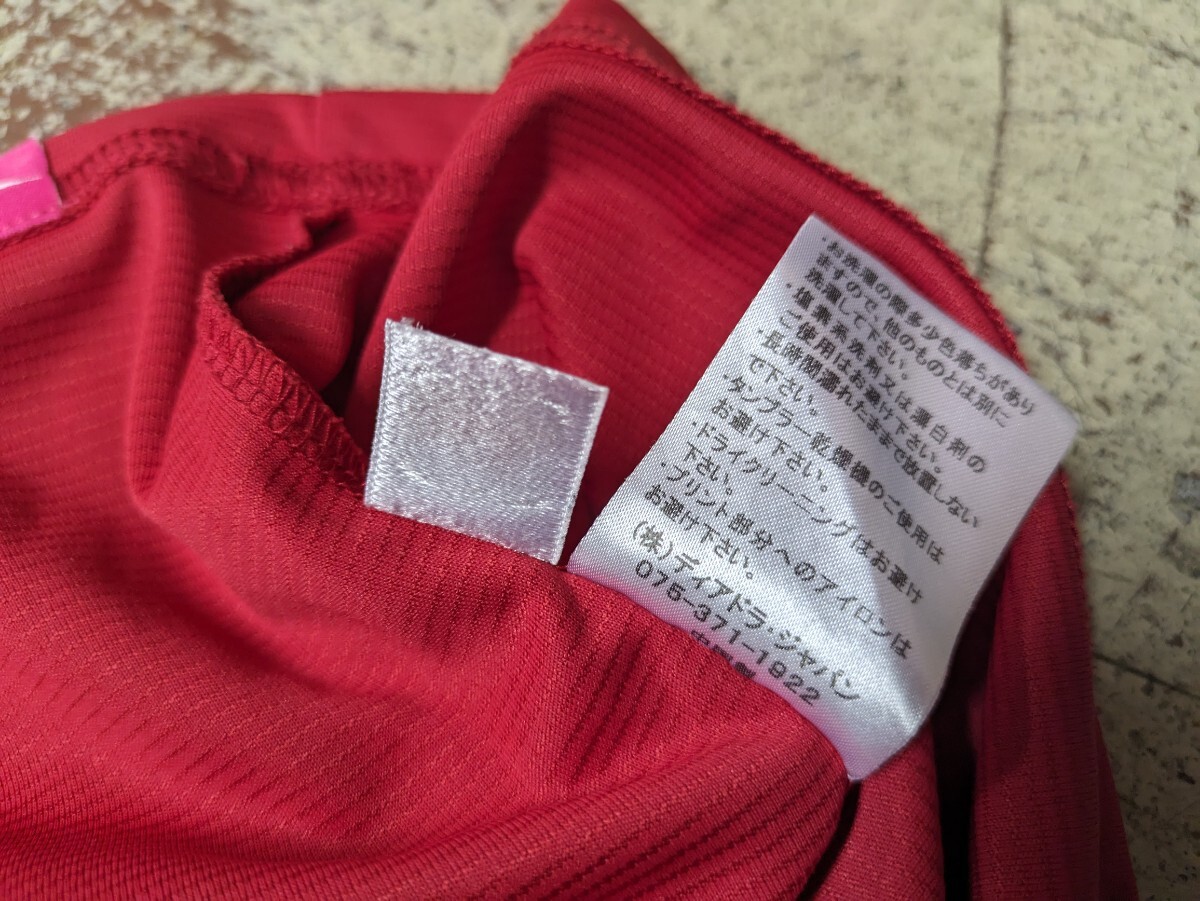 ・お洗濯の際多少色落ちがあり
ますので、他のものとは別に
洗濯して下さい。
・塩素系洗剤又は漂白剤の
ご使用はお避け下さい。
・長時間濡れたままで放置しない
で下さい。
・タンブラー乾燥機のご使用は
お避け下さい。
・ドライクリーニングはお避け
下さい。
・プリント部分へのアイロンは
お避け下さい。
(株)ディアドラ・ジャパン
075-371-1922